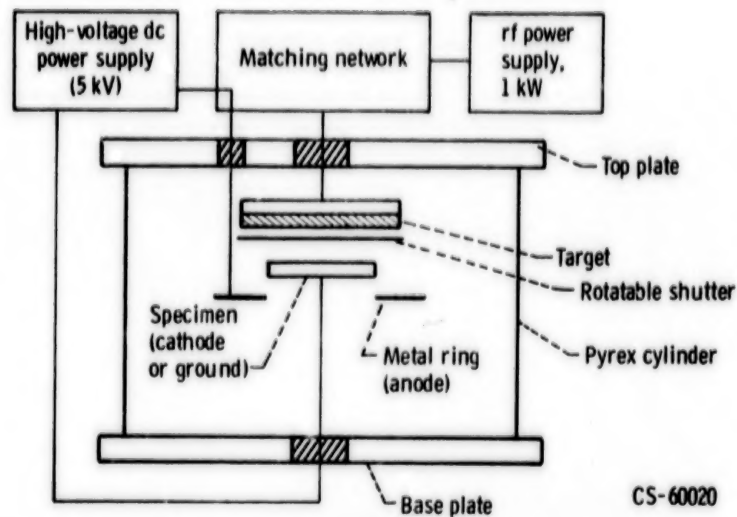 High-voltage dc
power supply
(5 kV)
Matching network
rf power
supply,
1 kW
Top plate
Target
Rotatable shutter
Specimen
(cathode
or ground)
Metal ring
(anode)
Pyrex cylinder
Base plate
CS-60020